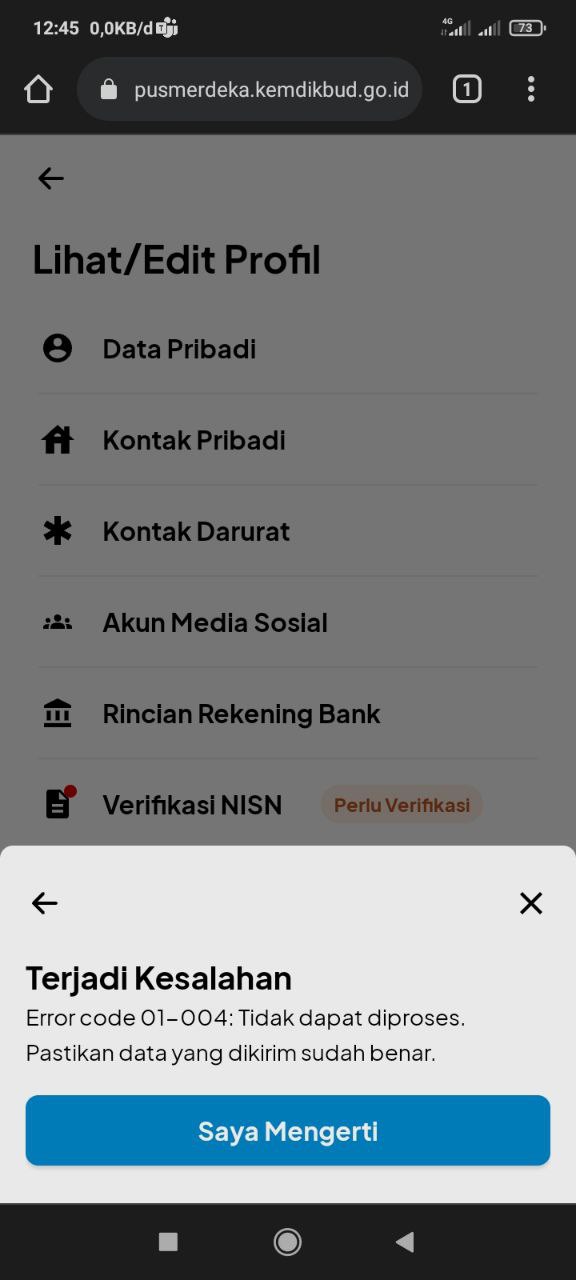 12:45 0,0KB/d
4G
73
pusmerdeka.kemdikbud.go.id
1
Lihat/Edit Profil
Data Pribadi
Kontak Pribadi
Kontak Darurat
Akun Media Sosial
Rincian Rekening Bank
Verifikasi NISN Perlu Verifikasi
Terjadi Kesalahan
Error code 01-004: Tidak dapat diproses.
Pastikan data yang dikirim sudah benar.
Saya Mengerti